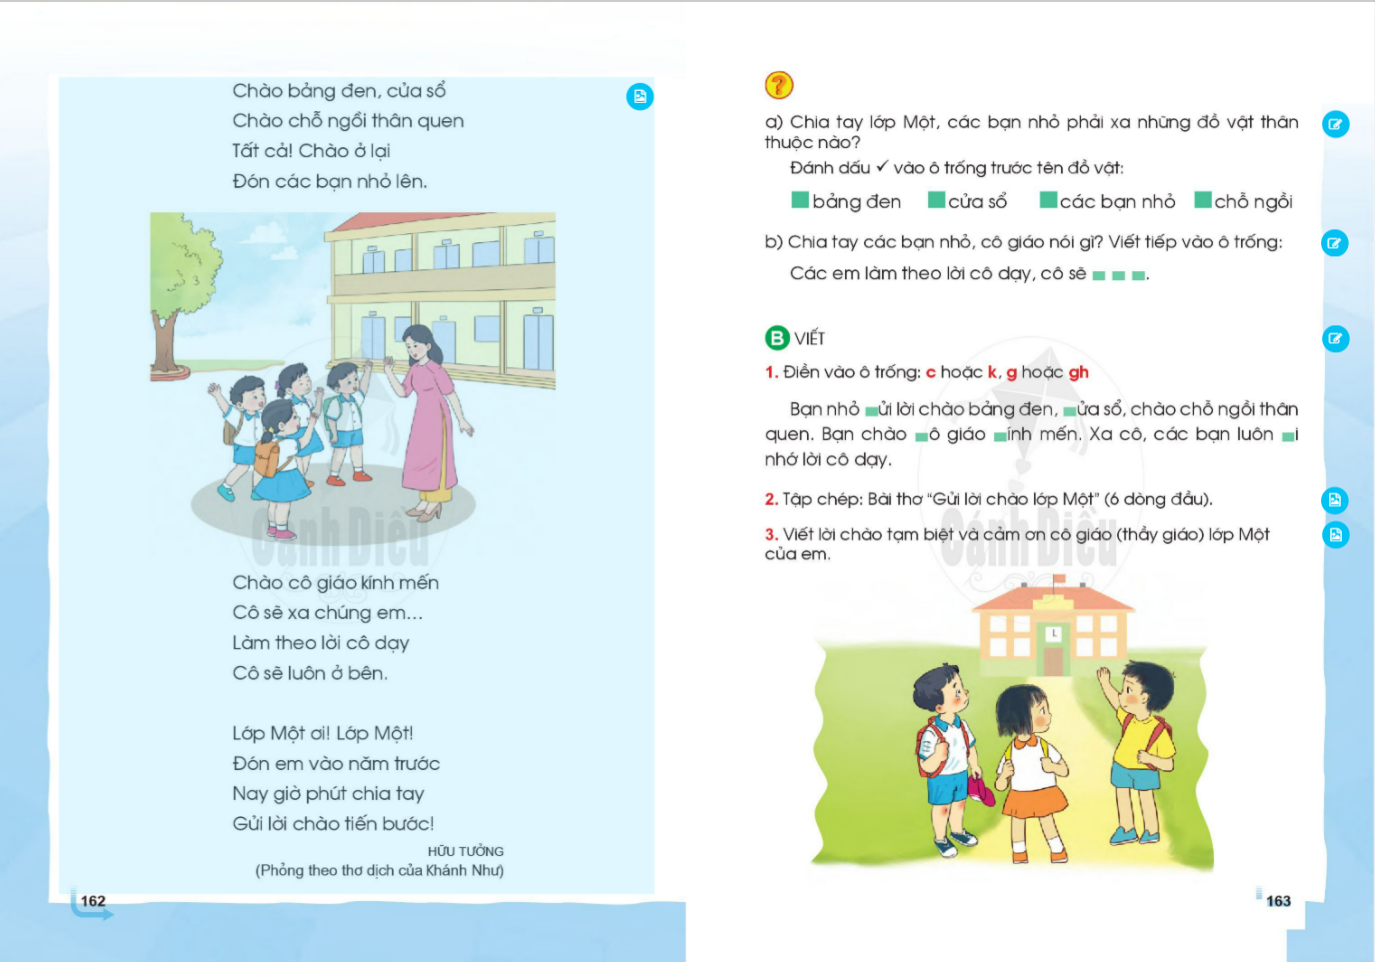 Chào bảng đen, cửa sổ
Chào chỗ ngồi thân quen
Tất cả! Chào ở lại
Đón các bạn nhỏ lên.
Cánh Diều
Chào cô giáo kính mến
Cô sẽ xa chúng em...
Làm theo lời cô dạy
Cô sẽ luôn ở bên.
Lớp Một ơi! Lớp Một!
Đón em vào năm trước
Nay giờ phút chia tay
Gửi lời chào tiến bước!
HỮU TƯỞNG
(Phỏng theo thơ dịch của Khánh Như)
162
?
a) Chia tay lớp Một, các bạn nhỏ phải xa những đồ vật thân
thuộc nào?
Đánh dấu ✓ vào ô trống trước tên đồ vật:
bảng đen cửa sổ các bạn nhỏ chỗ ngồi
b) Chia tay các bạn nhỏ, cô giáo nói gì? Viết tiếp vào ô trống:
Các em làm theo lời cô dạy, cô sẽ .
B VIẾT
1. Điền vào ô trống: c hoặc k, g hoặc gh
Bạn nhỏ ửi lời chào bảng đen, ửa sổ, chào chỗ ngồi thân
quen. Bạn chào ô giáo ính mến. Xa cô, các bạn luôn i
nhớ lời cô dạy.
2. Tập chép: Bài thơ “Gửi lời chào lớp Một” (6 dòng đầu).
3. Viết lời chào tạm biệt và cảm ơn cô giáo (thầy giáo) lớp Một
của em.
Cánh Diều
L
163